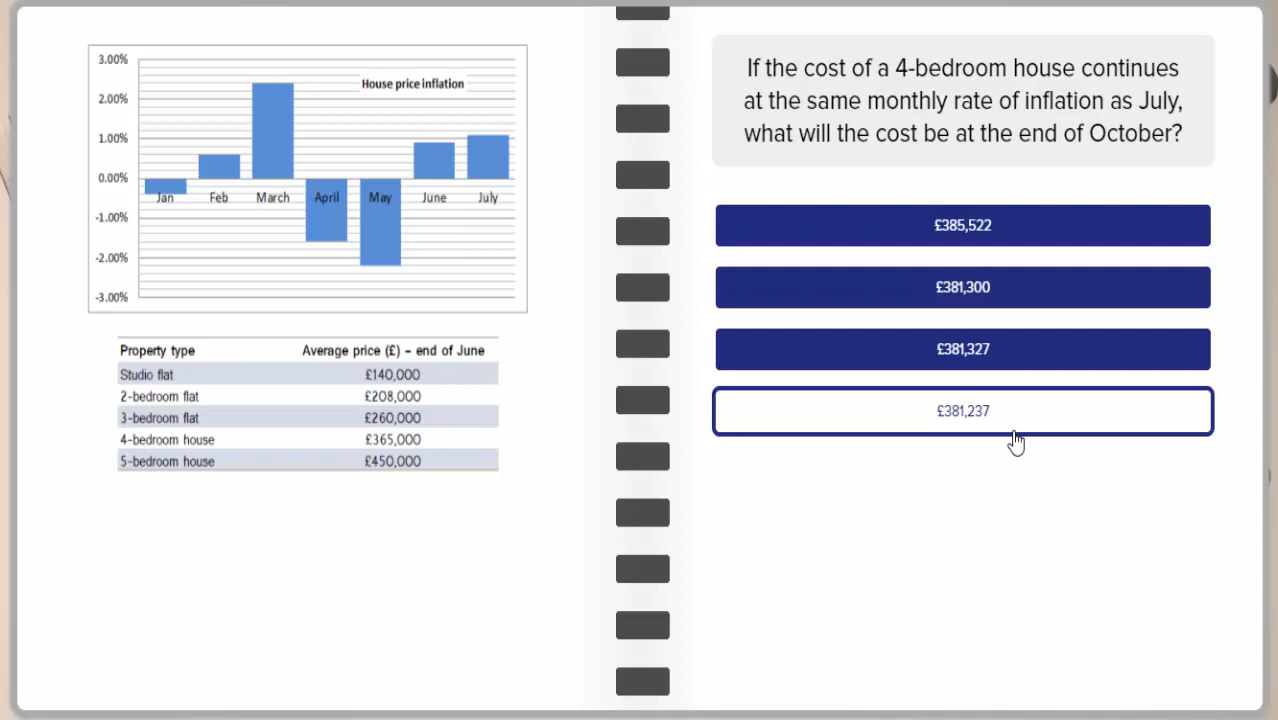 3.00%
House price inflation
2.00%
1.00%
0.00%
Jan Feb March April May June July
-1.00%
-2.00%
-3.00%
Property type Average price (£) – end of June
Studio flat £140,000
2-bedroom flat £208,000
3-bedroom flat £260,000
4-bedroom house £365,000
5-bedroom house £450,000
If the cost of a 4-bedroom house continues
at the same monthly rate of inflation as July,
what will the cost be at the end of October?
£385,522
£381,300
£381,327
£381,237